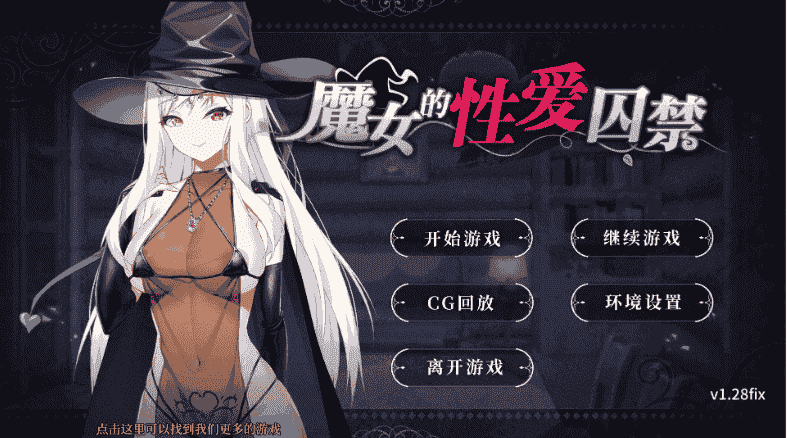 魔女的性爱囚禁
开始游戏
继续游戏
CG回放
环境设置
离开游戏
v1.28fix
点击这里可以找到我们更多的游戏